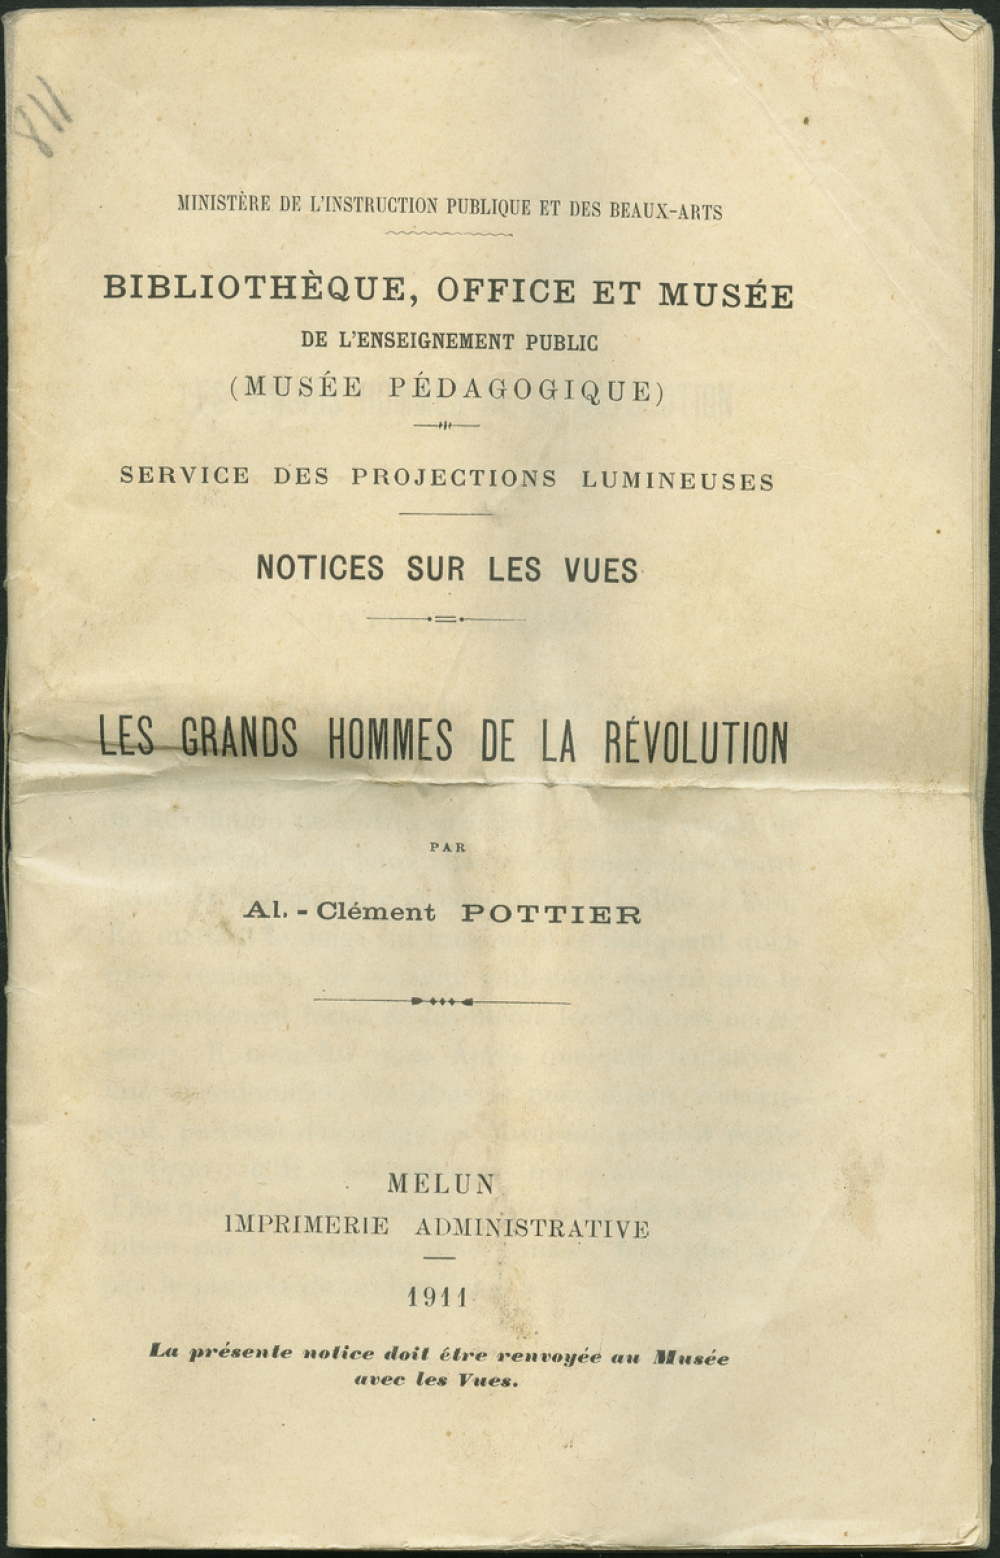 118
MINISTÈRE DE L'INSTRUCTION PUBLIQUE ET DES BEAUX-ARTS
BIBLIOTHÈQUE, OFFICE ET MUSÉE
DE L'ENSEIGNEMENT PUBLIC
(MUSÉE PÉDAGOGIQUE)
SERVICE DES PROJECTIONS LUMINEUSES
NOTICES SUR LES VUES
LES GRANDS HOMMES DE LA RÉVOLUTION
PAR
Al.-Clément POTTIER
MELUN
IMPRIMERIE ADMINISTRATIVE
1911
La présente notice doit être renvoyée au Musée
avec les Vues.